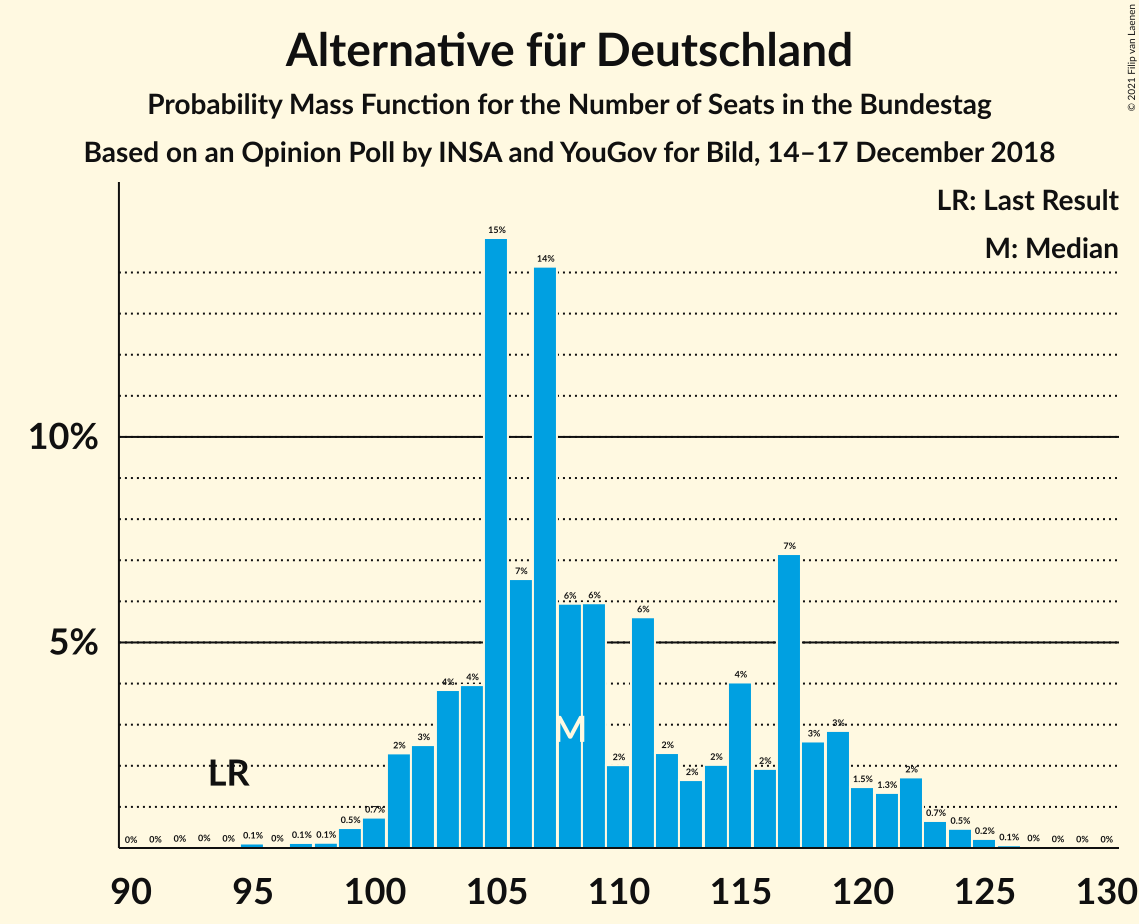 Alternative für Deutschland
Probability Mass Function for the Number of Seats in the Bundestag
Based on an Opinion Poll by INSA and YouGov for Bild, 14–17 December 2018
© 2021 Filip van Laenen
LR: Last Result
M: Median
10%
5%
0% 0% 0% 0% 0% 0.1% 0% 0.1% 0.1% 0.5% 0.7% 2% 3% 4% 4% 15% 7% 14% 6% 6% 2% 6% 2% 2% 2% 4% 2% 7% 3% 3% 1.5% 1.3% 2% 0.7% 0.5% 0.2% 0.1% 0% 0% 0% 0%
LR
M
90 95 100 105 110 115 120 125 130